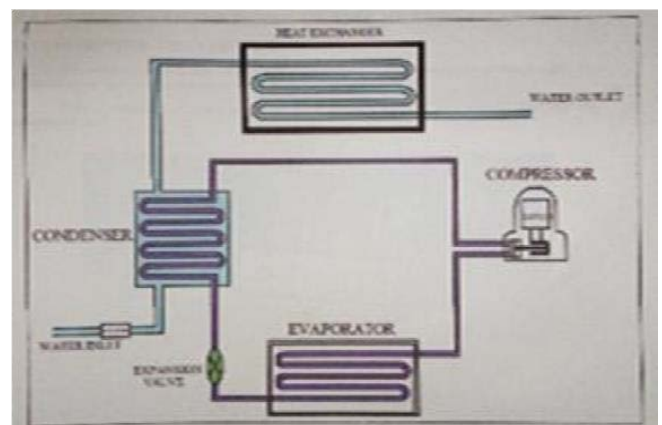 HEAT EXCHANGER
WATER OUTLET
COMPRESSOR
CONDENSER
WATER INLET
EVAPORATOR
EXPANSION
VALVE